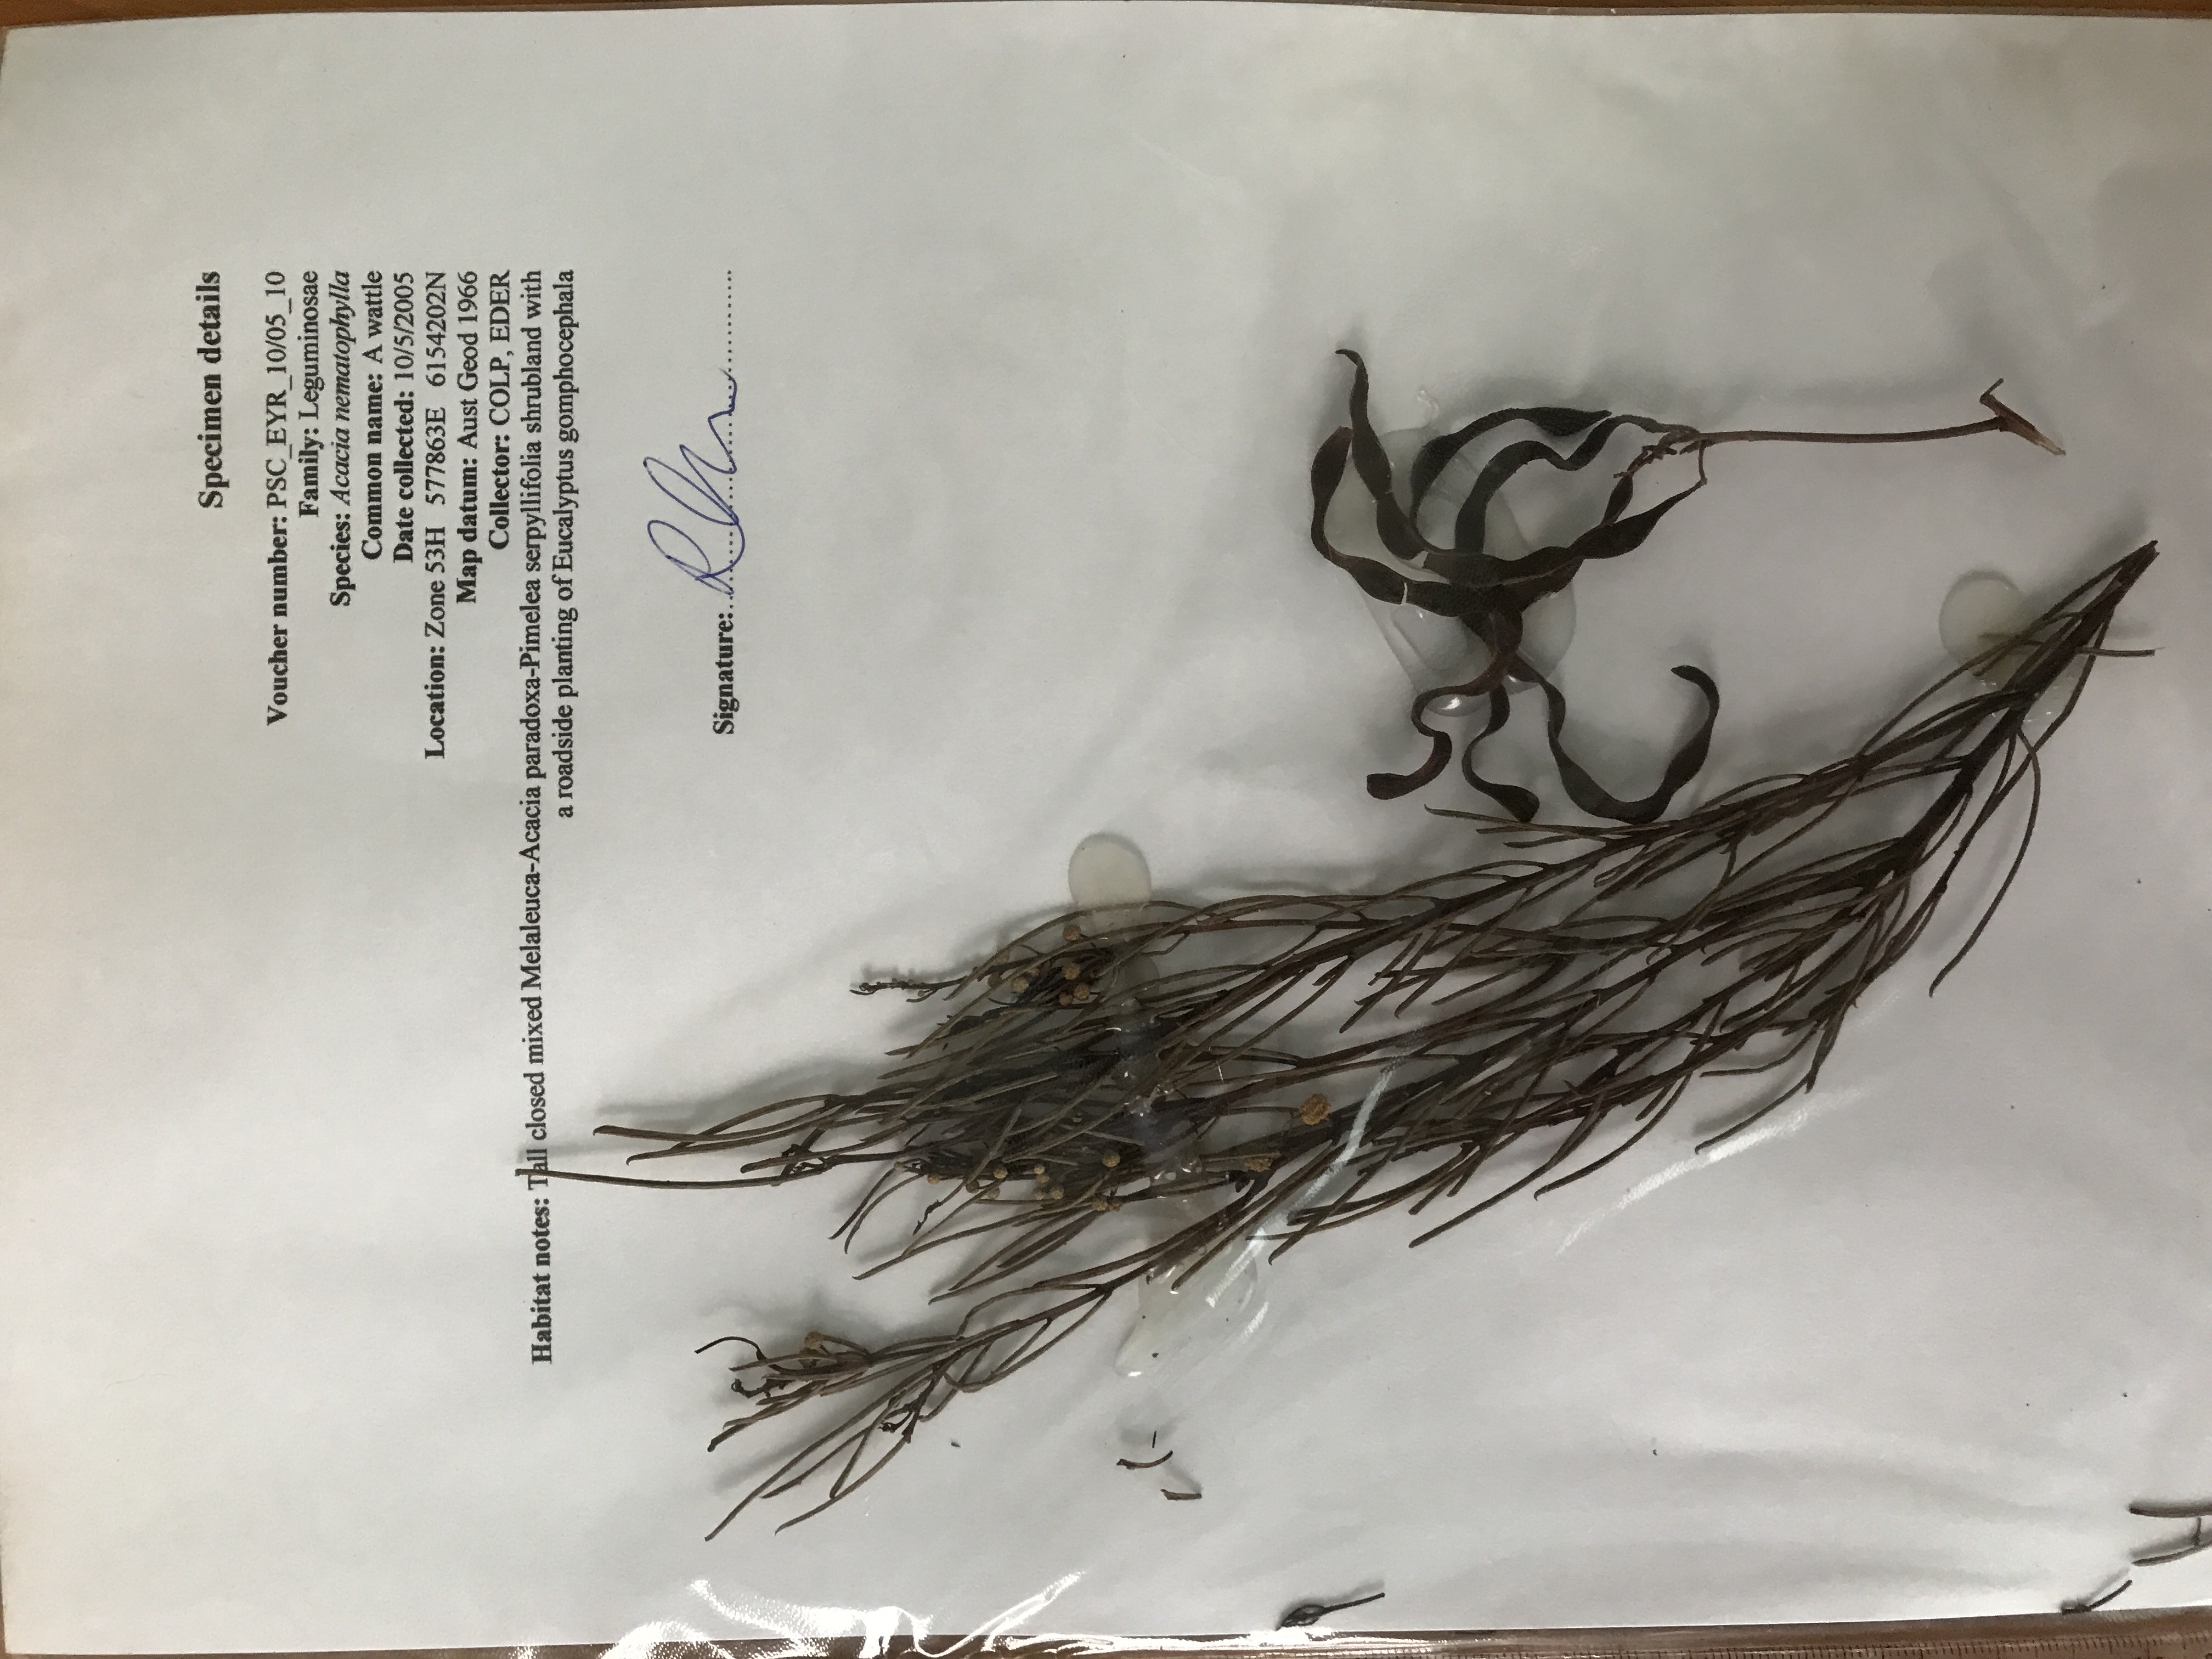 Specimen details
Voucher number: PSC_EYR_10/05_10
Family: Leguminosae
Species: Acacia nematophylla
Common name: A wattle
Date collected: 10/5/2005
Location: Zone 53H 577863E 6154202N
Map datum: Aust Geod 1966
Collector: COLP, EDER
Habitat notes: Tall closed mixed Melaleuca-Acacia paradoxa-Pimelea serpyllifolia shrubland with
a roadside planting of Eucalyptus gomphocephala
Signature: